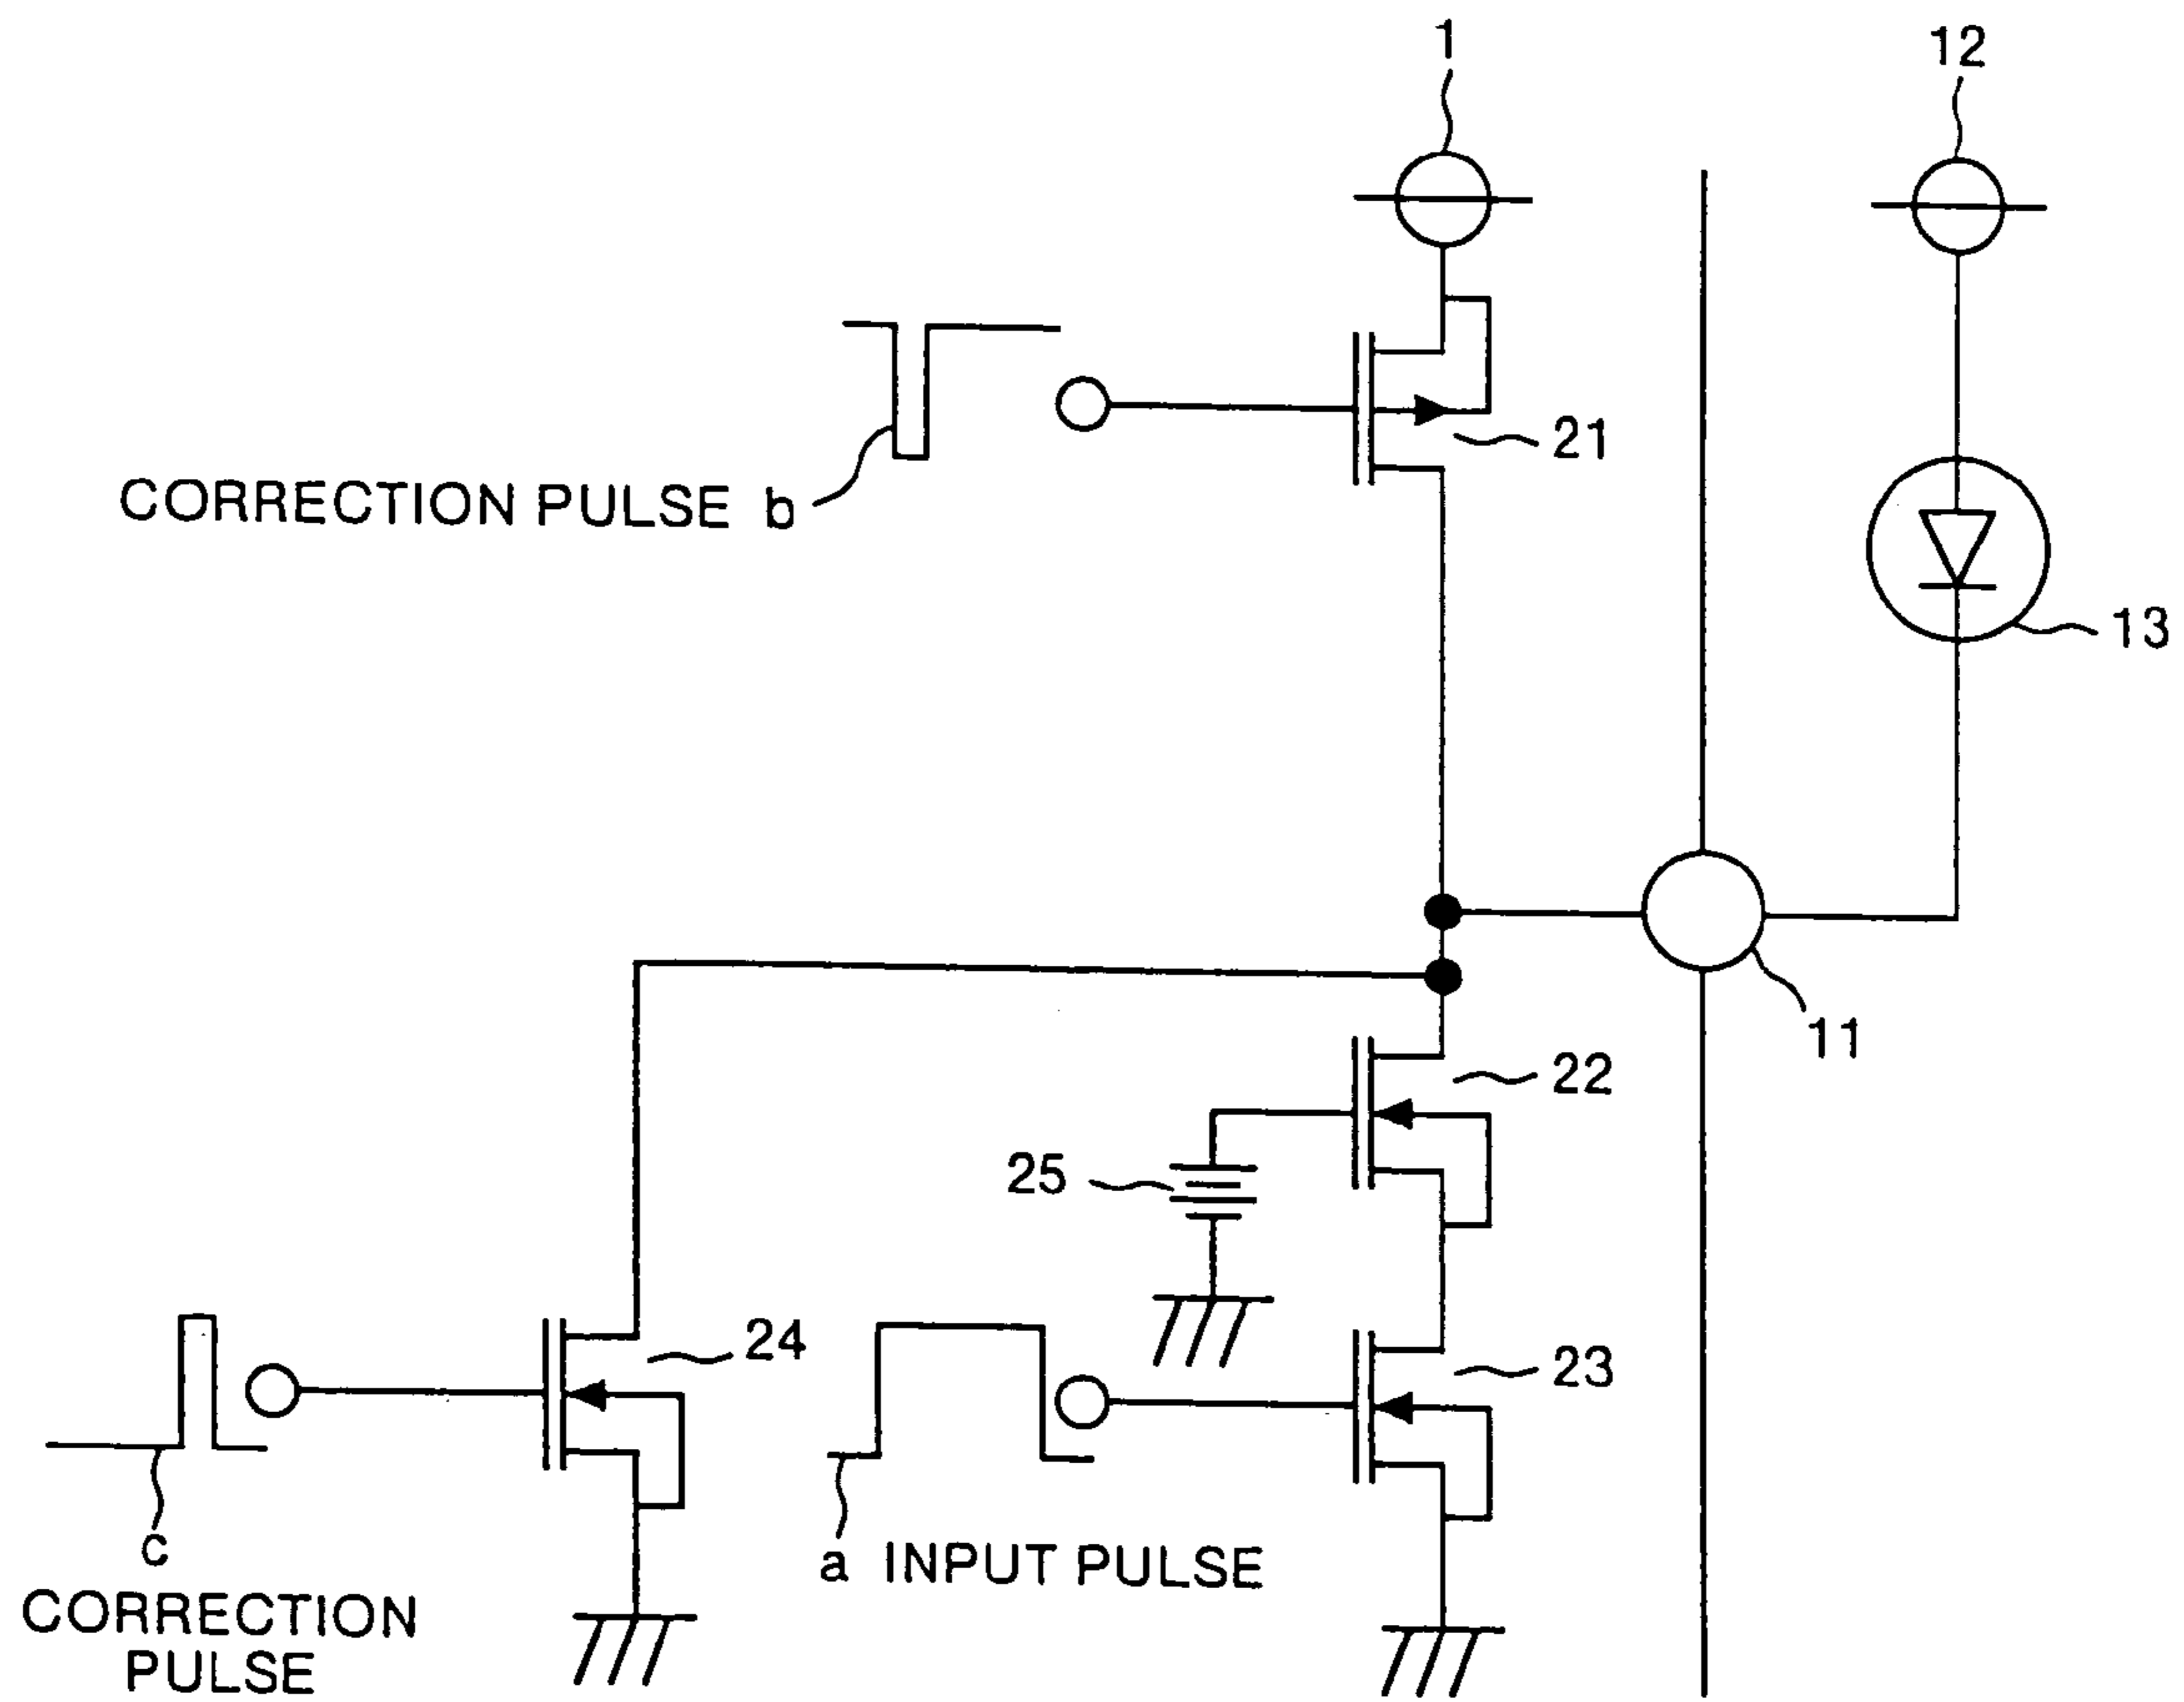 1
12
21
CORRECTION PULSE b
13
11
22
25
24
23
c
CORRECTION
PULSE
a INPUT PULSE